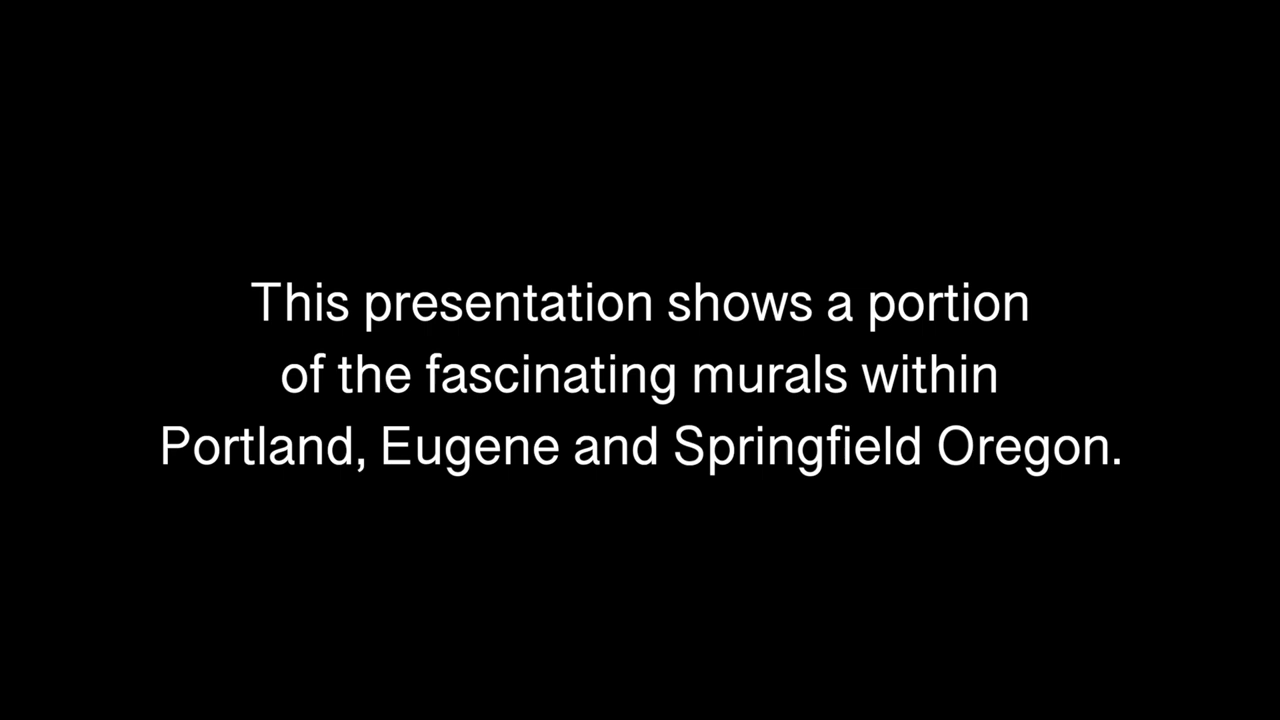 This presentation shows a portion
of the fascinating murals within
Portland, Eugene and Springfield Oregon.